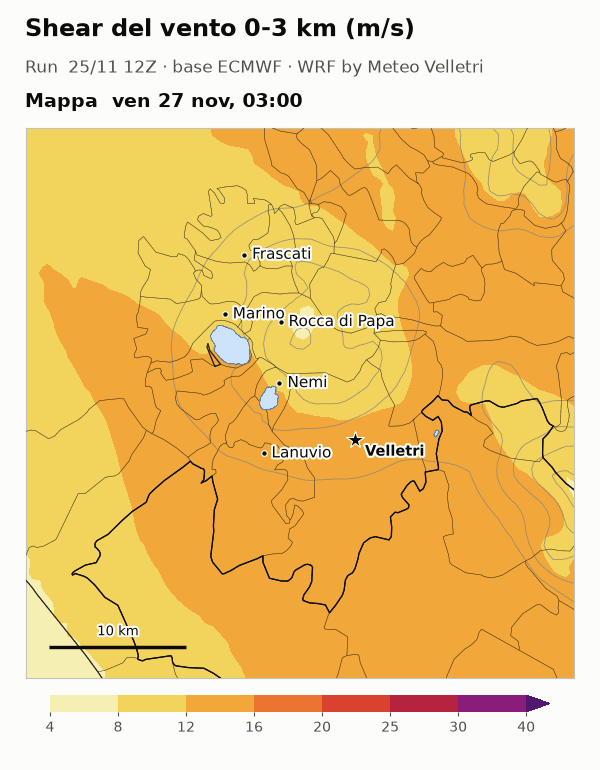 Shear del vento 0-3 km (m/s)
Run  25/11 12Z · base ECMWF · WRF by Meteo Velletri
Mappa  ven 27 nov, 03:00
Frascati
Marino
Rocca di Papa
Nemi
Velletri
Lanuvio
10 km
4 8 12 16 20 25 30 40